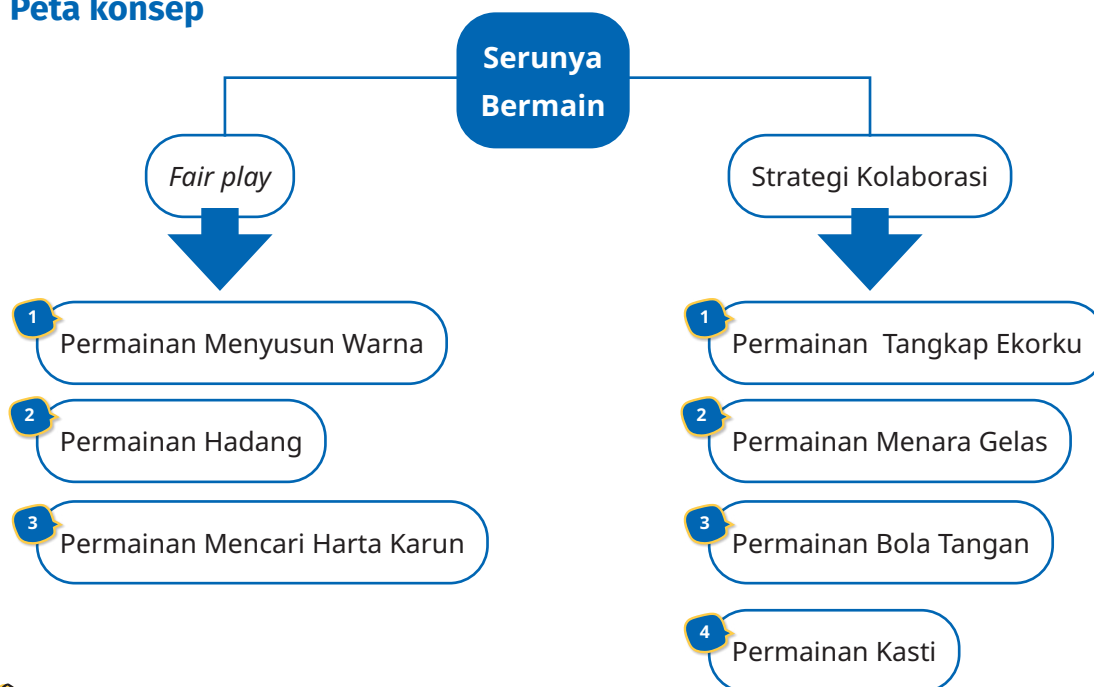 Peta konsep
Serunya
Bermain
Fair play
1
Permainan Menyusun Warna
2
Permainan Hadang
3
Permainan Mencari Harta Karun
Strategi Kolaborasi
1
Permainan Tangkap Ekorku
2
Permainan Menara Gelas
3
Permainan Bola Tangan
4
Permainan Kasti